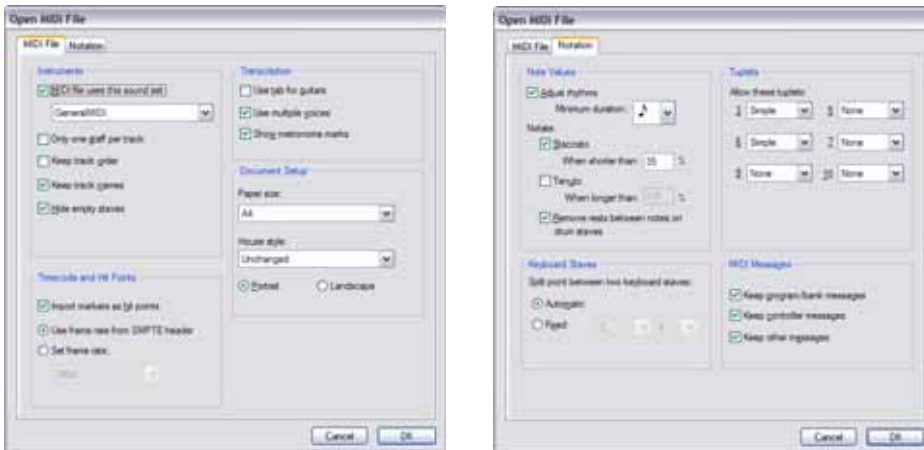 Open MIDI File
MIDI File Notation
Instruments
MIDI file uses this sound set:
General MIDI
Only one staff per track
Keep track order
Keep track names
Hide empty staves
Timecode and Hit Points
Import markers as hit points
Use frame rate from SMPTE header
Set frame rate:
Transcription
Use tab for guitars
Use multiple voices
Show metronome marks
Document Setup
Paper size:
A4
House style:
Unchanged
Portrait Landscape
Cancel OK
Open MIDI File
MIDI File Notation
Note Values
Adjust rhythms
Minimum duration:
Notate:
Staccato
When shorter than: 35 %
Tenuto
When longer than: %
Remove rests between notes on
drum staves
Keyboard Staves
Split point between two keyboard staves:
Automatic
Fixed:
Tuplets
Allow these tuplets:
3 Simple 5 None
6 Simple 7 None
9 None 10 None
MIDI Messages
Keep program/bank messages
Keep controller messages
Keep other messages
Cancel OK